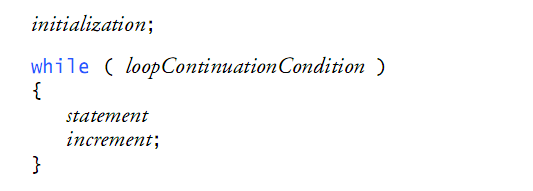 initialization;
while ( loopContinuationCondition )
{
statement
increment;
}